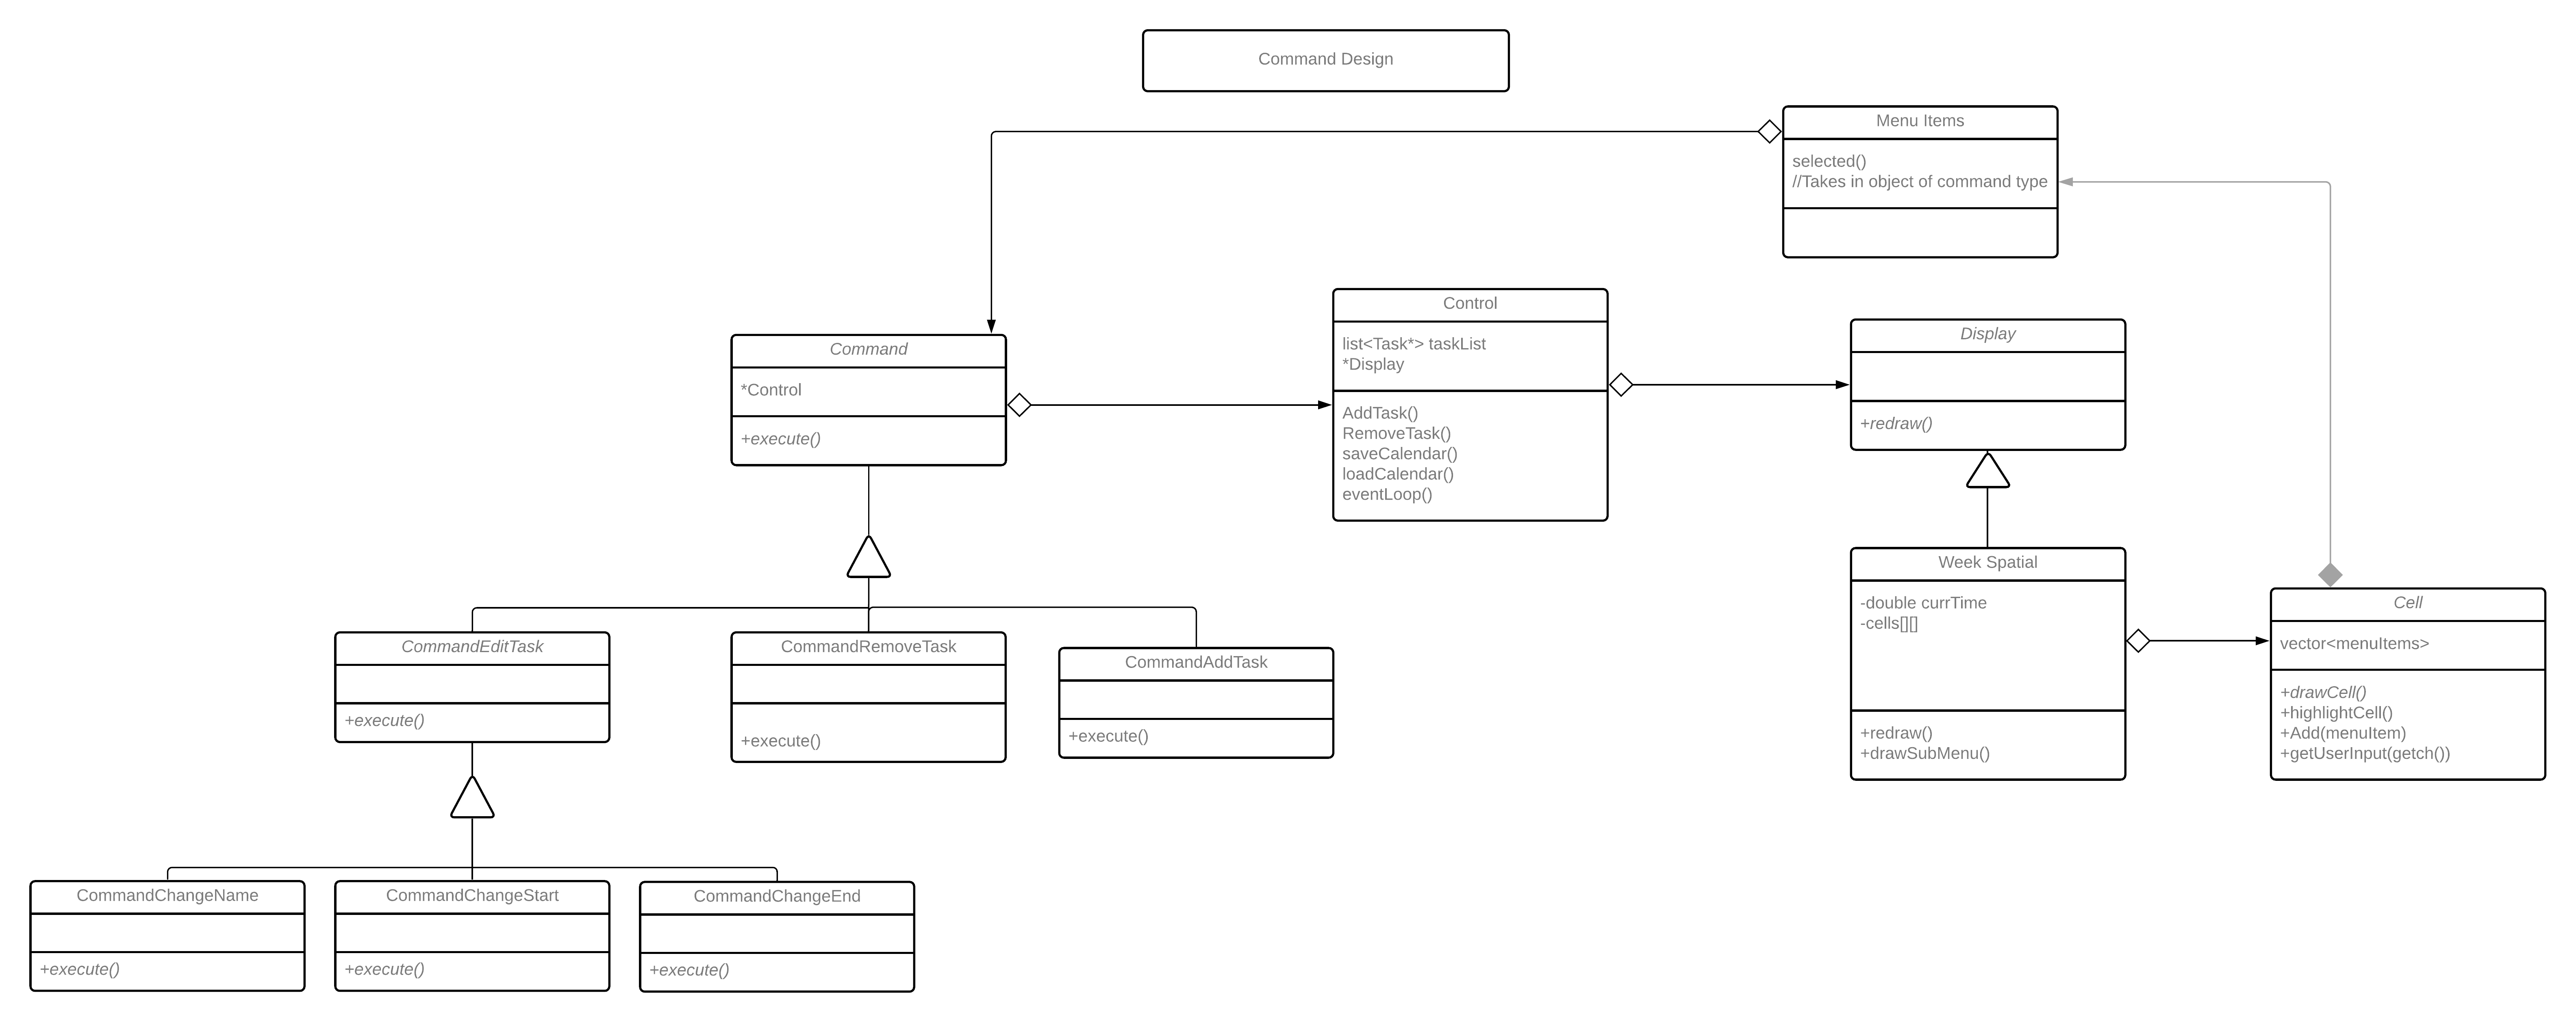 Command Design
Menu Items
selected()
//Takes in object of command type
Control
list<Task*> taskList
*Display
AddTask()
RemoveTask()
saveCalendar()
loadCalendar()
eventLoop()
Display
+redraw()
Command
*Control
+execute()
Week Spatial
-double currTime
-cells[][]
+redraw()
+drawSubMenu()
Cell
vector<menuItems>
+drawCell()
+highlightCell()
+Add(menuItem)
+getUserInput(getch())
CommandEditTask
+execute()
CommandRemoveTask
+execute()
CommandAddTask
+execute()
CommandChangeName
+execute()
CommandChangeStart
+execute()
CommandChangeEnd
+execute()